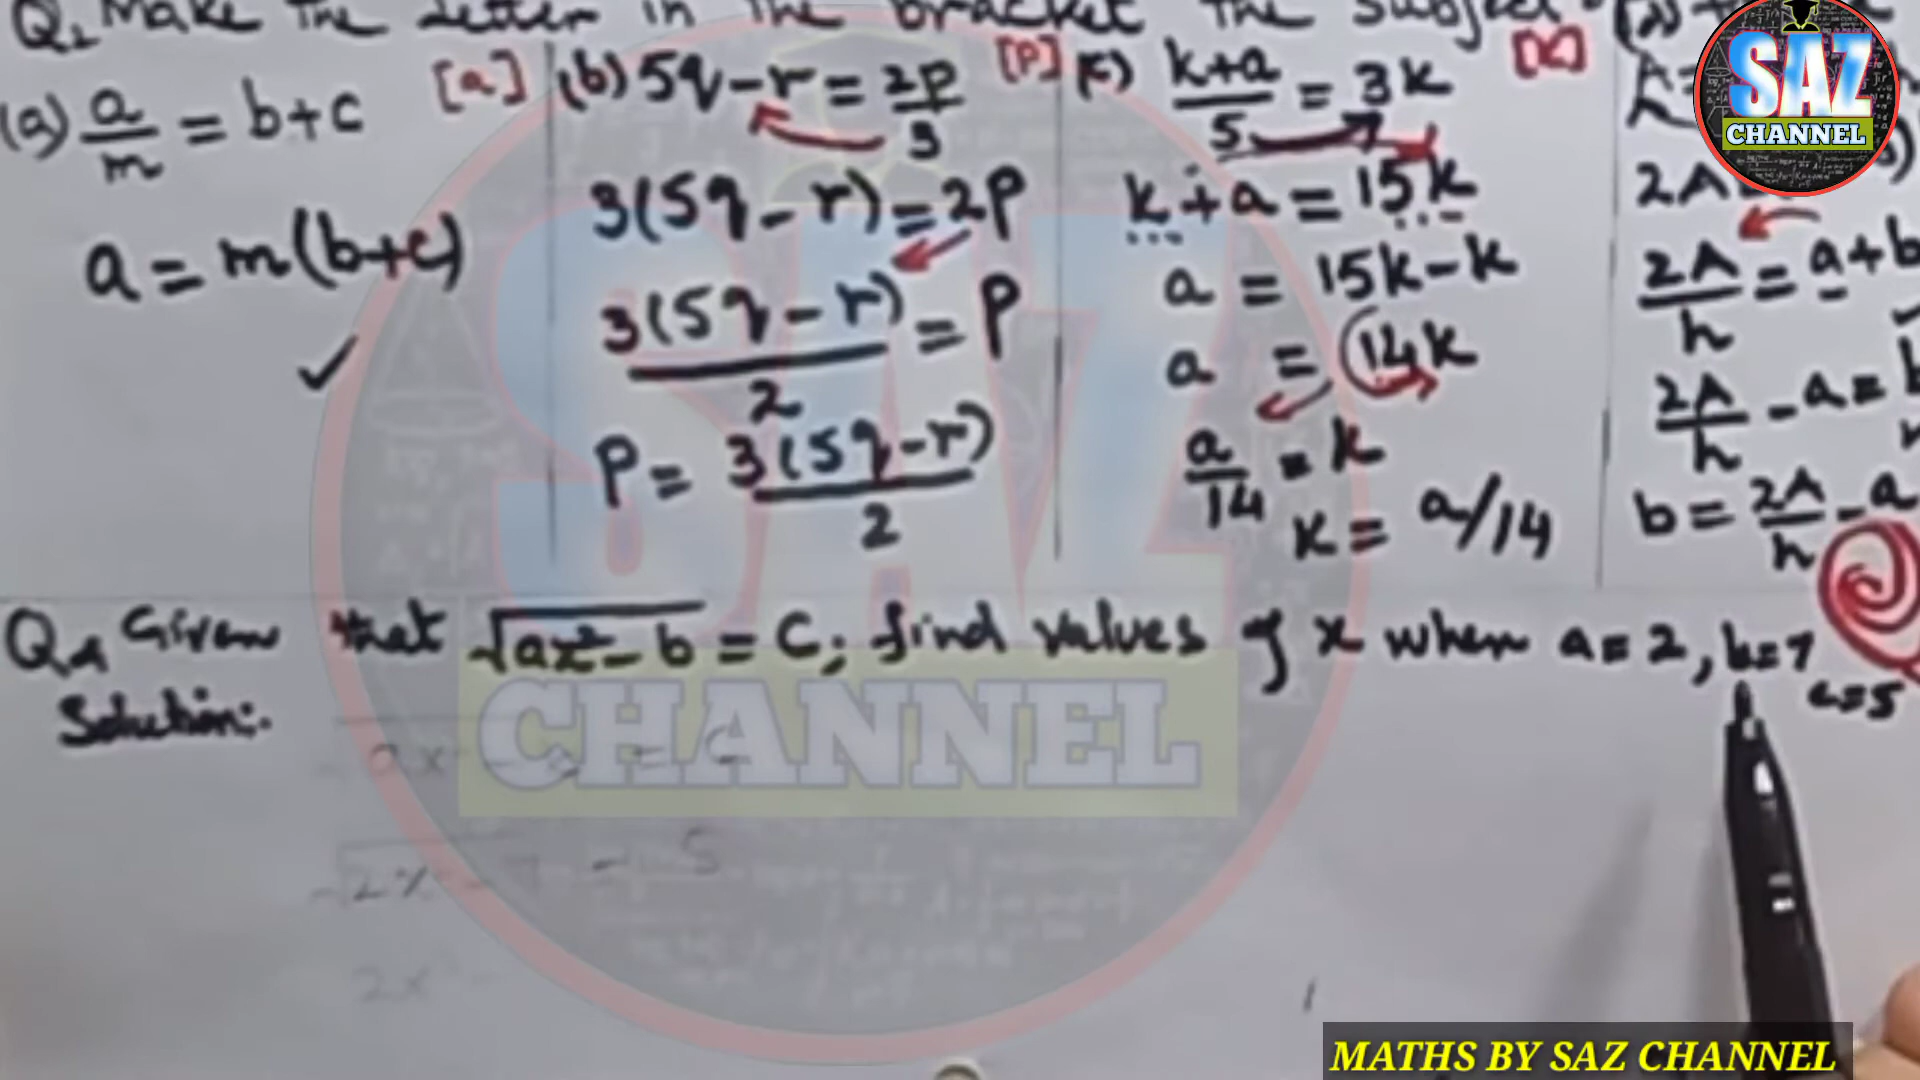 Q2 Make the letter in the bracket the subject.
(a) a/m = b+c [a]
a = m(b+c)
✓
(b) 5q-r = 2p/3 [P]
3(5q-r) = 2p
3(5q-r)/2 = p
P = 3(5q-r)/2
(c) k+a/5 = 3k [K]
k+a = 15k
a = 15k-k
a = 14k
a/14 = k
K = a/14
2A
2A/h = a+b
2A/h - a = b
b = 2A/h - a
Q4 Given that √ax²-b = c; find values of x when a=2, b=7
c=5
Solution:
SAZ
CHANNEL
SAZ
CHANNEL
MATHS BY SAZ CHANNEL